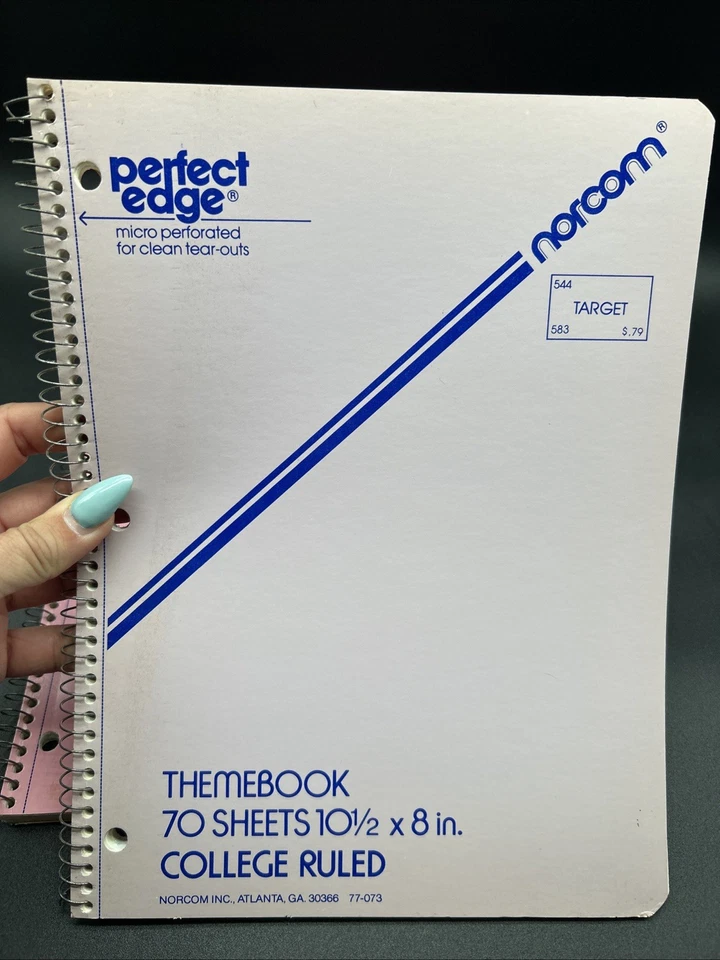 perfect
edge®
micro perforated
for clean tear-outs
norcom®
544
TARGET
583 $.79
THEMEBOOK
70 SHEETS 10½ x 8 in.
COLLEGE RULED
NORCOM INC., ATLANTA, GA. 30366 77-073